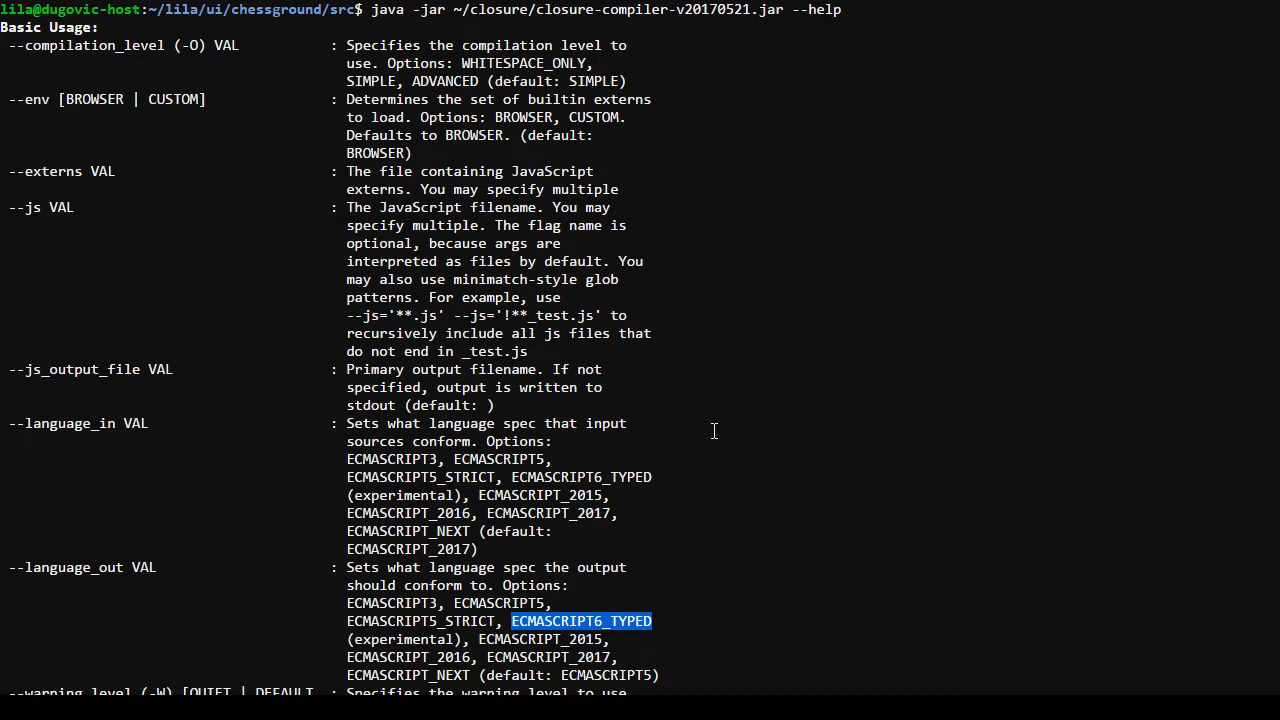 lila@dugovic-host:~/lila/ui/chessground/src$ java -jar ~/closure/closure-compiler-v20170521.jar --help
Basic Usage:
--compilation_level (-O) VAL : Specifies the compilation level to
use. Options: WHITESPACE_ONLY,
SIMPLE, ADVANCED (default: SIMPLE)
--env [BROWSER | CUSTOM] : Determines the set of builtin externs
to load. Options: BROWSER, CUSTOM.
Defaults to BROWSER. (default:
BROWSER)
--externs VAL : The file containing JavaScript
externs. You may specify multiple
--js VAL : The JavaScript filename. You may
specify multiple. The flag name is
optional, because args are
interpreted as files by default. You
may also use minimatch-style glob
patterns. For example, use
--js='**.js' --js='!**_test.js' to
recursively include all js files that
do not end in _test.js
--js_output_file VAL : Primary output filename. If not
specified, output is written to
stdout (default: )
--language_in VAL : Sets what language spec that input
sources conform. Options:
ECMASCRIPT3, ECMASCRIPT5,
ECMASCRIPT5_STRICT, ECMASCRIPT6_TYPED
(experimental), ECMASCRIPT_2015,
ECMASCRIPT_2016, ECMASCRIPT_2017,
ECMASCRIPT_NEXT (default:
ECMASCRIPT_2017)
--language_out VAL : Sets what language spec the output
should conform to. Options:
ECMASCRIPT3, ECMASCRIPT5,
ECMASCRIPT5_STRICT, ECMASCRIPT6_TYPED
(experimental), ECMASCRIPT_2015,
ECMASCRIPT_2016, ECMASCRIPT_2017,
ECMASCRIPT_NEXT (default: ECMASCRIPT5)
--warning_level (-W) [QUIET | DEFAULT : Specifies the warning level to use